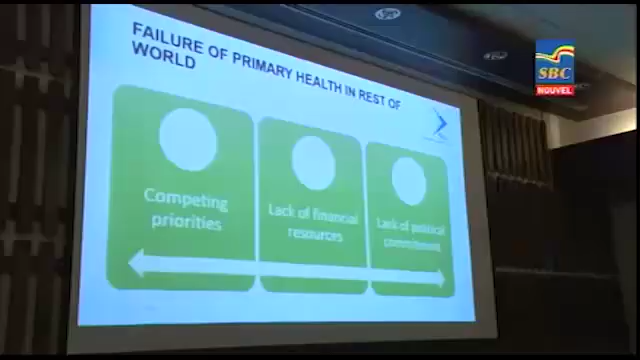 FAILURE OF PRIMARY HEALTH IN REST OF
WORLD
Competing
priorities
Lack of financial
resources
Lack of political
commitment
SBC
NOUVEL